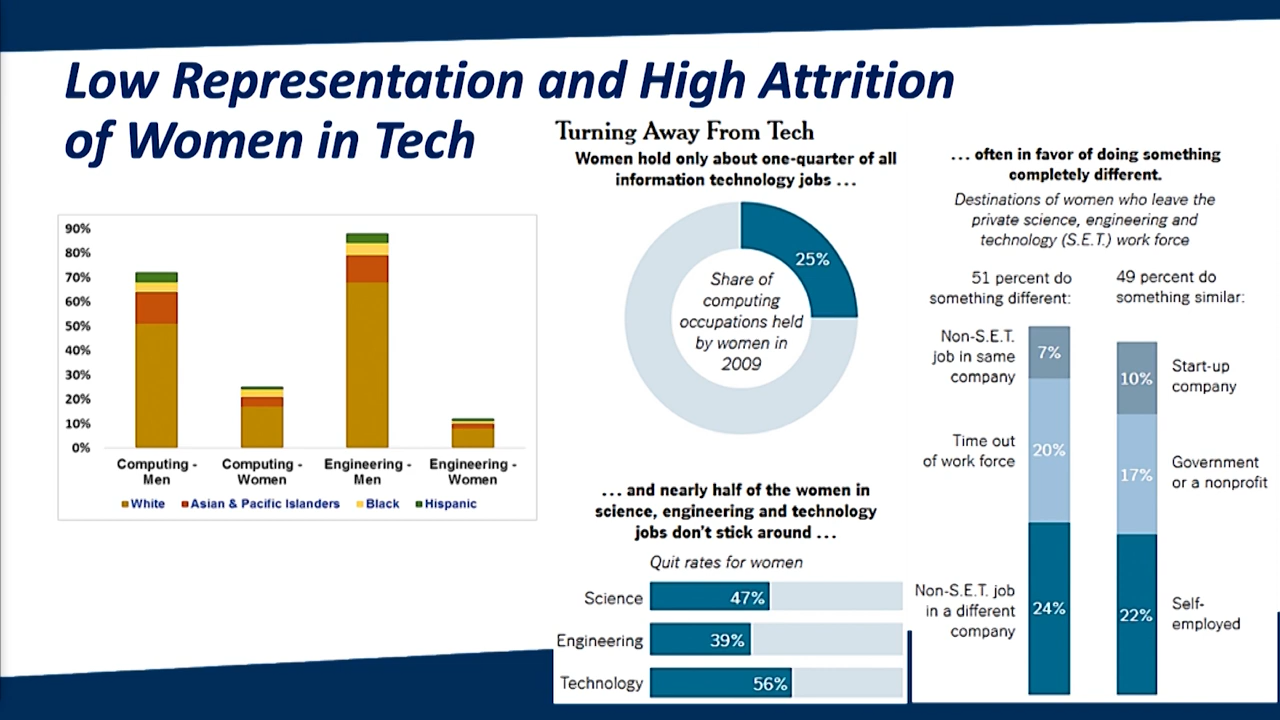 Low Representation and High Attrition
of Women in Tech
90%
80%
70%
60%
50%
40%
30%
20%
10%
0%
Computing -
Men
Computing -
Women
Engineering -
Men
Engineering -
Women
White
Asian & Pacific Islanders
Black
Hispanic
Turning Away From Tech
Women hold only about one-quarter of all
information technology jobs . . .
25%
Share of
computing
occupations held
by women in
2009
. . . and nearly half of the women in
science, engineering and technology
jobs don't stick around . . .
Quit rates for women
Science
47%
Engineering
39%
Technology
56%
. . . often in favor of doing something
completely different.
Destinations of women who leave the
private science, engineering and
technology (S.E.T.) work force
51 percent do
something different:
Non-S.E.T.
job in same
company
7%
Time out
of work force
20%
Non-S.E.T. job
in a different
company
24%
49 percent do
something similar:
10%
Start-up
company
17%
Government
or a nonprofit
22%
Self-
employed